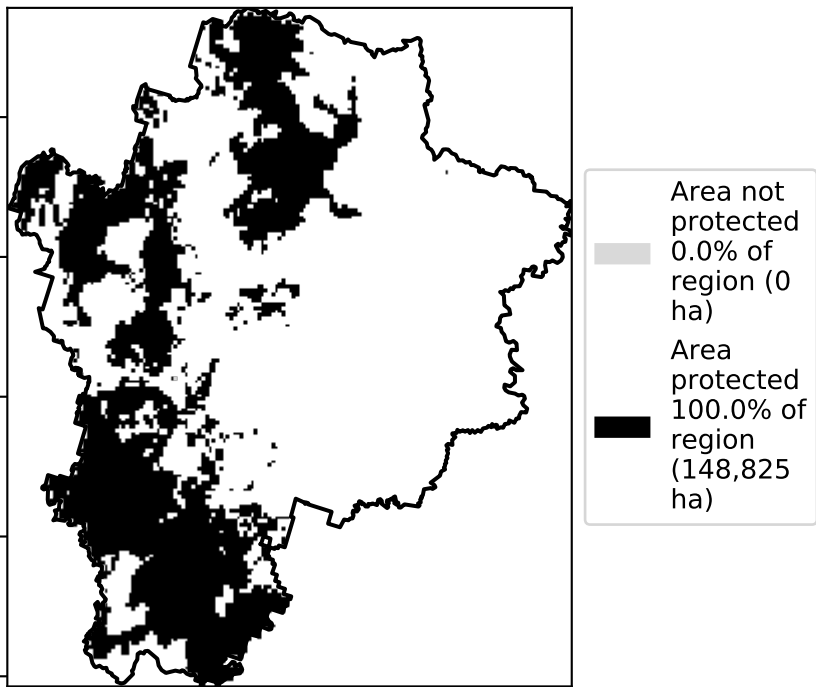 Area not
protected
0.0% of
region (0
ha)
Area
protected
100.0% of
region
(148,825
ha)